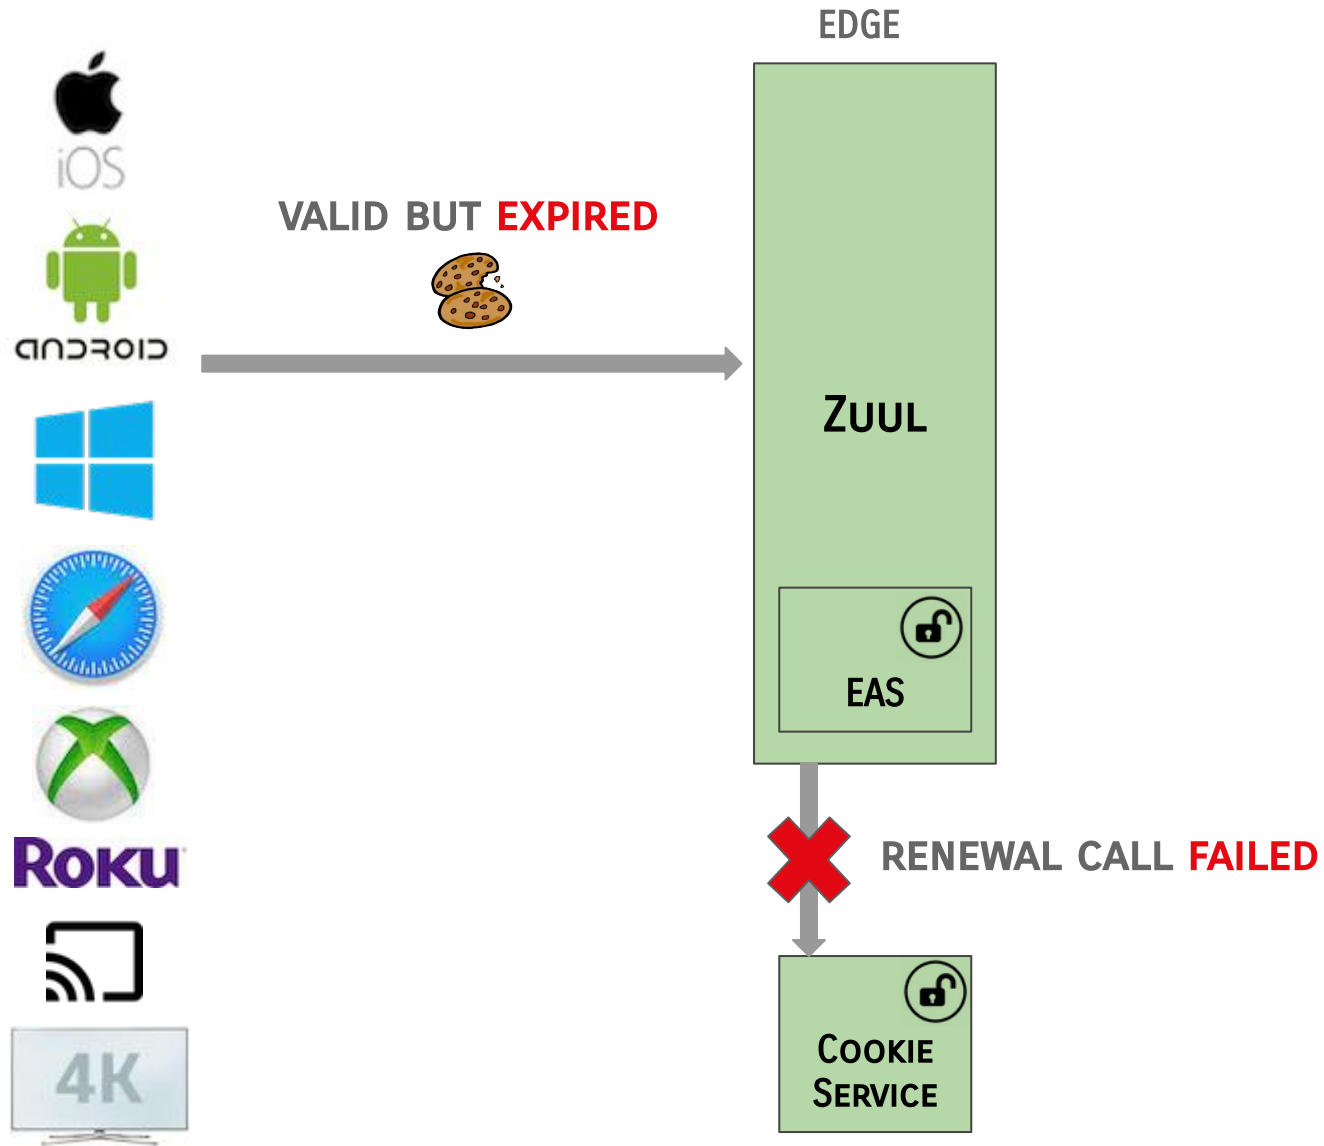 EDGE
iOS
VALID BUT EXPIRED
ANDROID
ZUUL
EAS
ROKU
RENEWAL CALL FAILED
COOKIE
SERVICE
4K